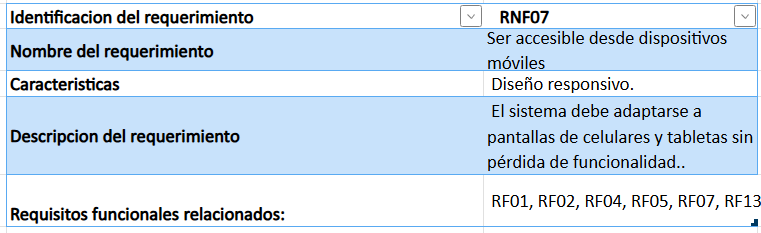 Identificacion del requerimiento RNF07
Nombre del requerimiento Ser accesible desde dispositivos
móviles
Caracteristicas Diseño responsivo.
Descripcion del requerimiento El sistema debe adaptarse a
pantallas de celulares y tabletas sin
pérdida de funcionalidad..
Requisitos funcionales relacionados: RF01, RF02, RF04, RF05, RF07, RF13